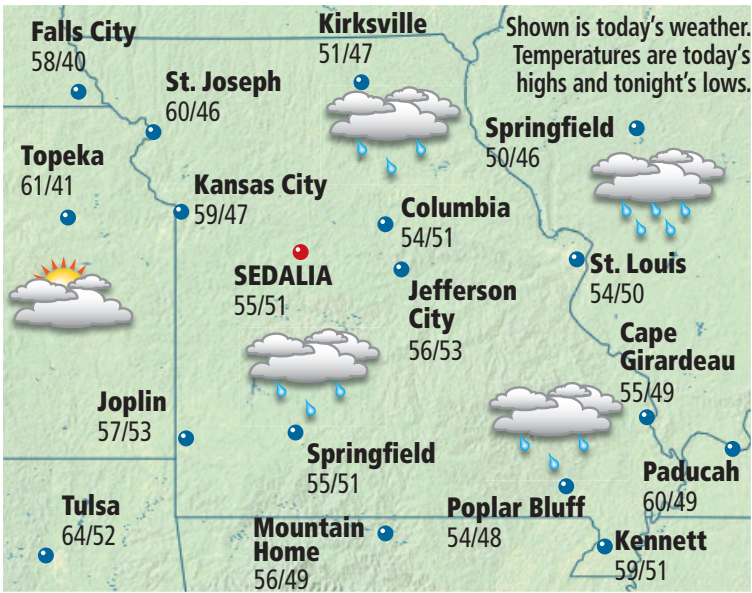 Falls City
58/40
Kirksville
51/47
Shown is today's weather.
Temperatures are today's
highs and tonight's lows.
St. Joseph
60/46
Springfield
50/46
Topeka
61/41
Kansas City
59/47
Columbia
54/51
SEDALIA
55/51
St. Louis
54/50
Jefferson
City
56/53
Cape
Girardeau
55/49
Joplin
57/53
Springfield
55/51
Paducah
60/49
Tulsa
64/52
Poplar Bluff
54/48
Mountain
Home
56/49
Kennett
59/51